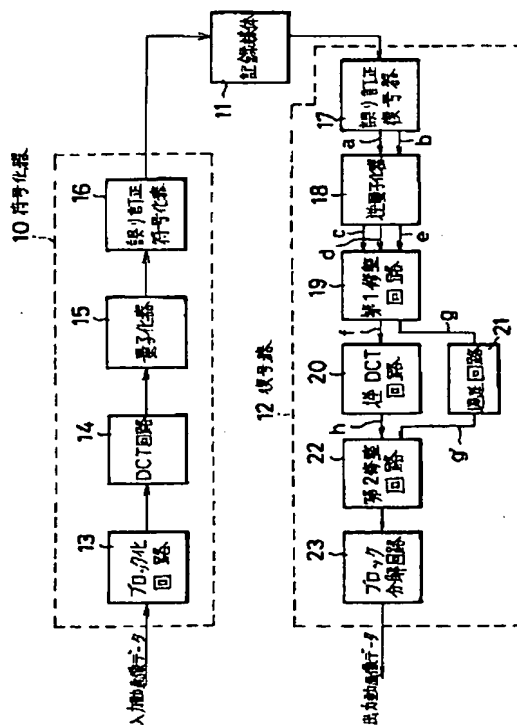 10 符号化器
入力動画像データ
13
ブロック化
回路
14
DCT回路
15
量子化器
16
誤り訂正
符号化器
11
記録媒体
12 復号器
17
誤り訂正
復号器
a
b
18
逆量子化器
c
d
e
19
第1修整
回路
f
g
20
逆DCT
回路
21
遅延回路
h
g'
22
第2修整
回路
23
ブロック
分解回路
出力動画像データ